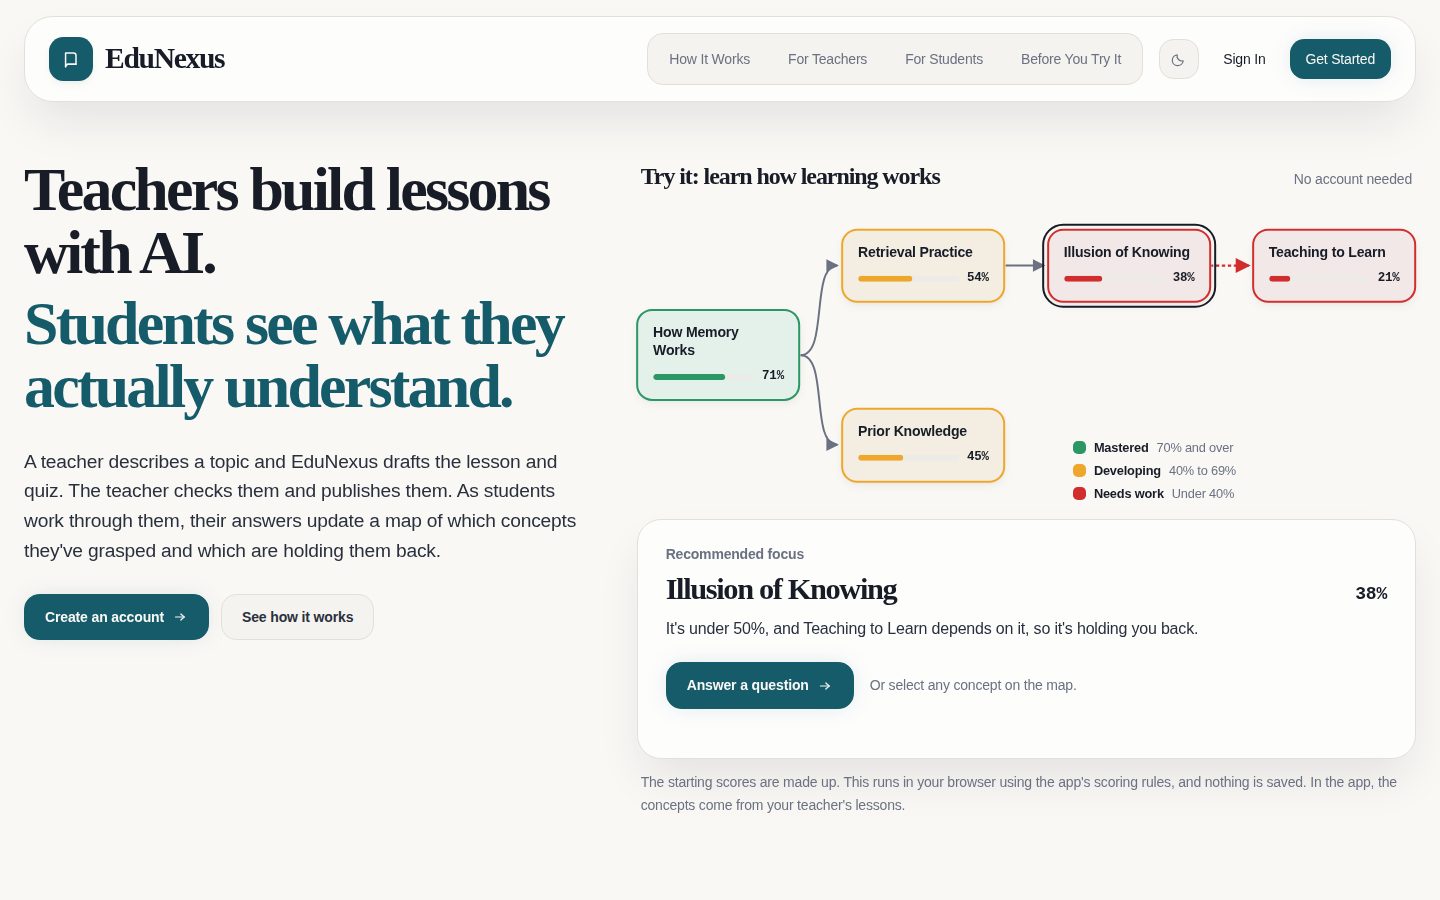 EduNexus
How It Works
For Teachers
For Students
Before You Try It
Sign In
Get Started
Teachers build lessons
with AI.
Students see what they
actually understand.
A teacher describes a topic and EduNexus drafts the lesson and
quiz. The teacher checks them and publishes them. As students
work through them, their answers update a map of which concepts
they've grasped and which are holding them back.
Create an account →
See how it works
Try it: learn how learning works
No account needed
How Memory
Works
71%
Retrieval Practice
54%
Illusion of Knowing
38%
Teaching to Learn
21%
Prior Knowledge
45%
Mastered 70% and over
Developing 40% to 69%
Needs work Under 40%
Recommended focus
Illusion of Knowing
38%
It's under 50%, and Teaching to Learn depends on it, so it's holding you back.
Answer a question →
Or select any concept on the map.
The starting scores are made up. This runs in your browser using the app's scoring rules, and nothing is saved. In the app, the
concepts come from your teacher's lessons.